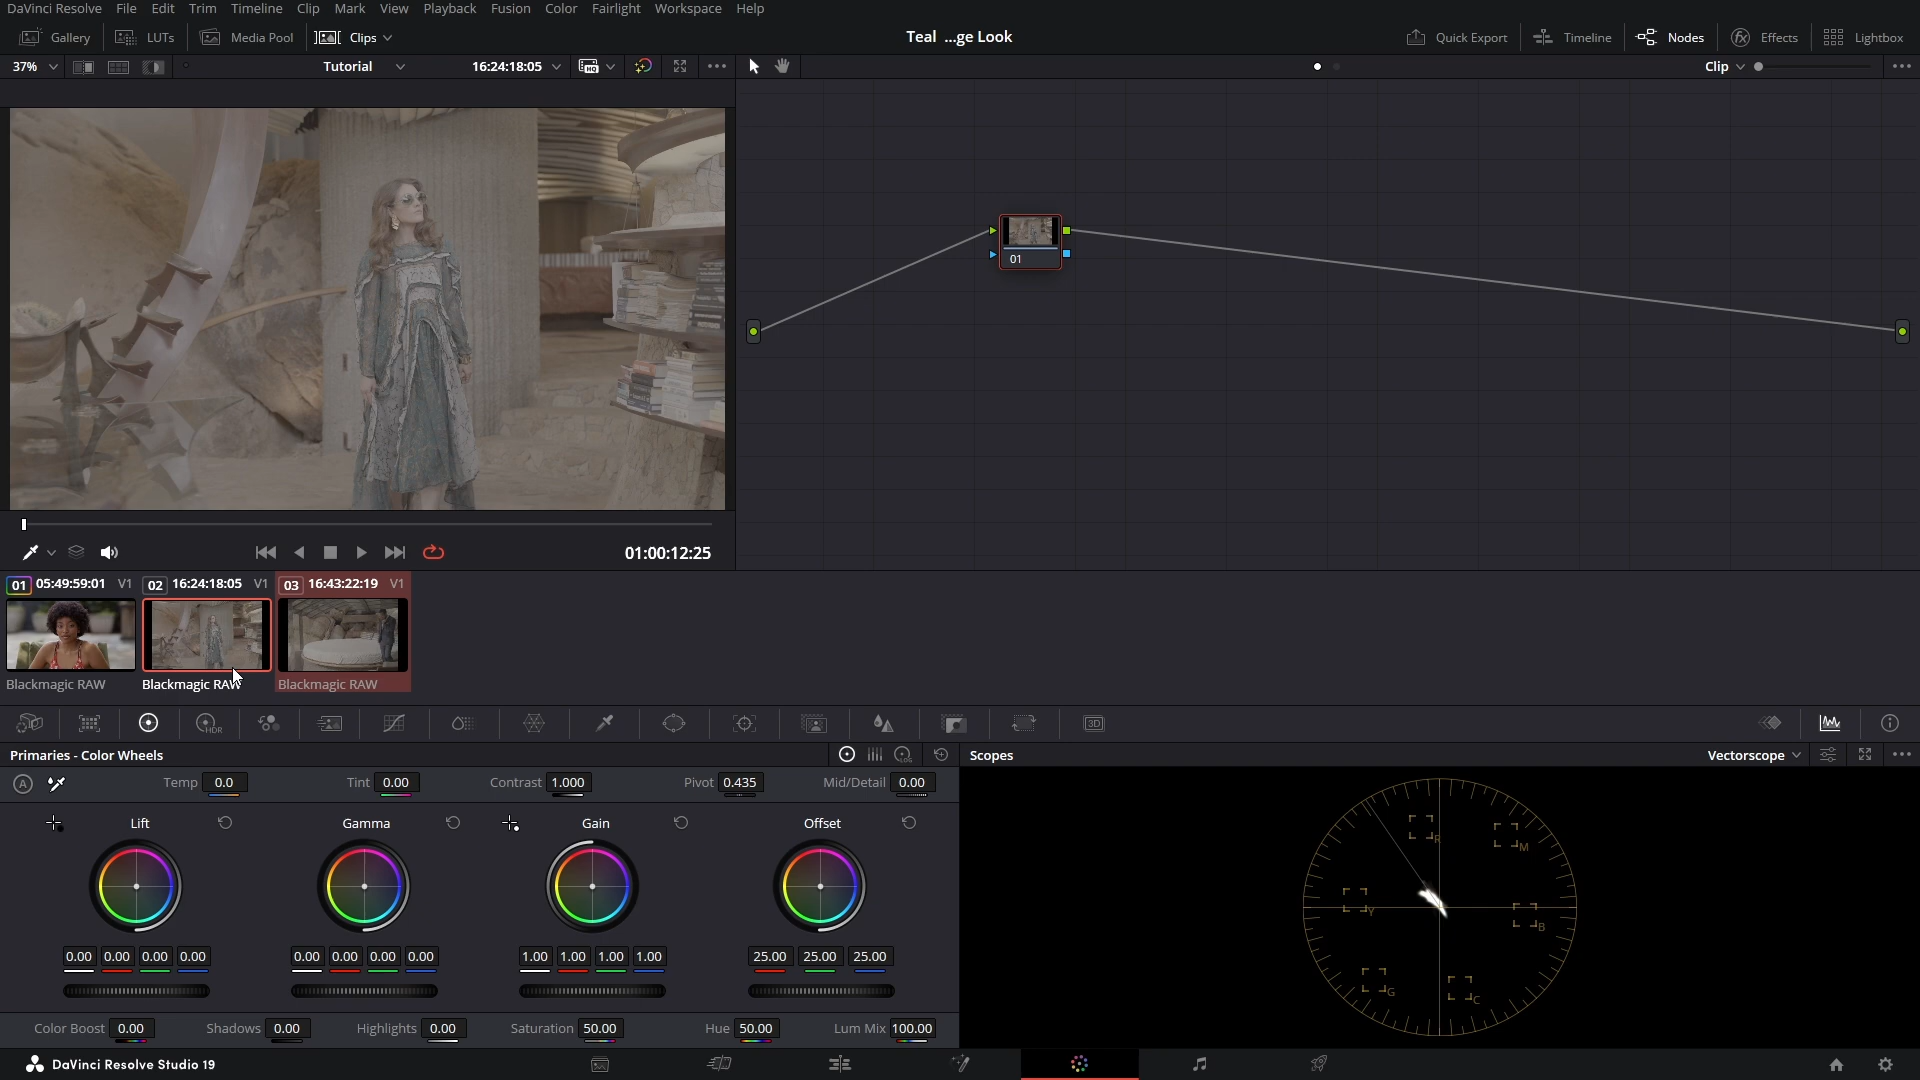 DaVinci Resolve File Edit Trim Timeline Clip Mark View Playback Fusion Color Fairlight Workspace Help
Gallery LUTs Media Pool Clips Teal ...ge Look Quick Export Timeline Nodes Effects Lightbox
37% Tutorial 16:24:18:05 Clip
01
01:00:12:25
01 05:49:59:01 V1 02 16:24:18:05 V1 03 16:43:22:19 V1
Blackmagic RAW Blackmagic RAW Blackmagic RAW
HDR 3D
Primaries - Color Wheels LOG Scopes Vectorscope
A Temp 0.0 Tint 0.00 Contrast 1.000 Pivot 0.435 Mid/Detail 0.00
Lift Gamma Gain Offset
R M
Y B
G C
0.00 0.00 0.00 0.00 0.00 0.00 0.00 0.00 1.00 1.00 1.00 1.00 25.00 25.00 25.00
Color Boost 0.00 Shadows 0.00 Highlights 0.00 Saturation 50.00 Hue 50.00 Lum Mix 100.00
DaVinci Resolve Studio 19